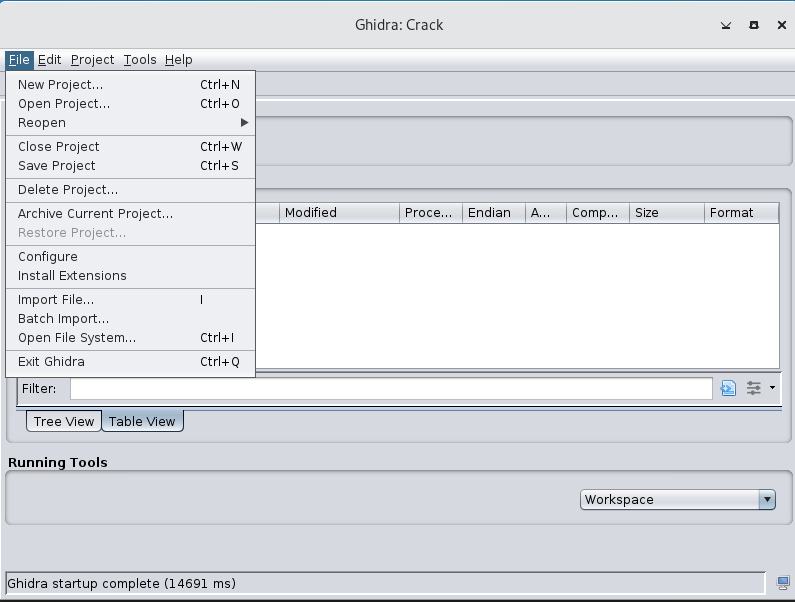 Ghidra: Crack
File Edit Project Tools Help
New Project... Ctrl+N
Open Project... Ctrl+O
Reopen
Close Project Ctrl+W
Save Project Ctrl+S
Delete Project...
Archive Current Project...
Restore Project...
Configure
Install Extensions
Import File... I
Batch Import...
Open File System... Ctrl+I
Exit Ghidra Ctrl+Q
Modified Proce... Endian A... Comp... Size Format
Filter:
Tree View Table View
Running Tools
Workspace
Ghidra startup complete (14691 ms)